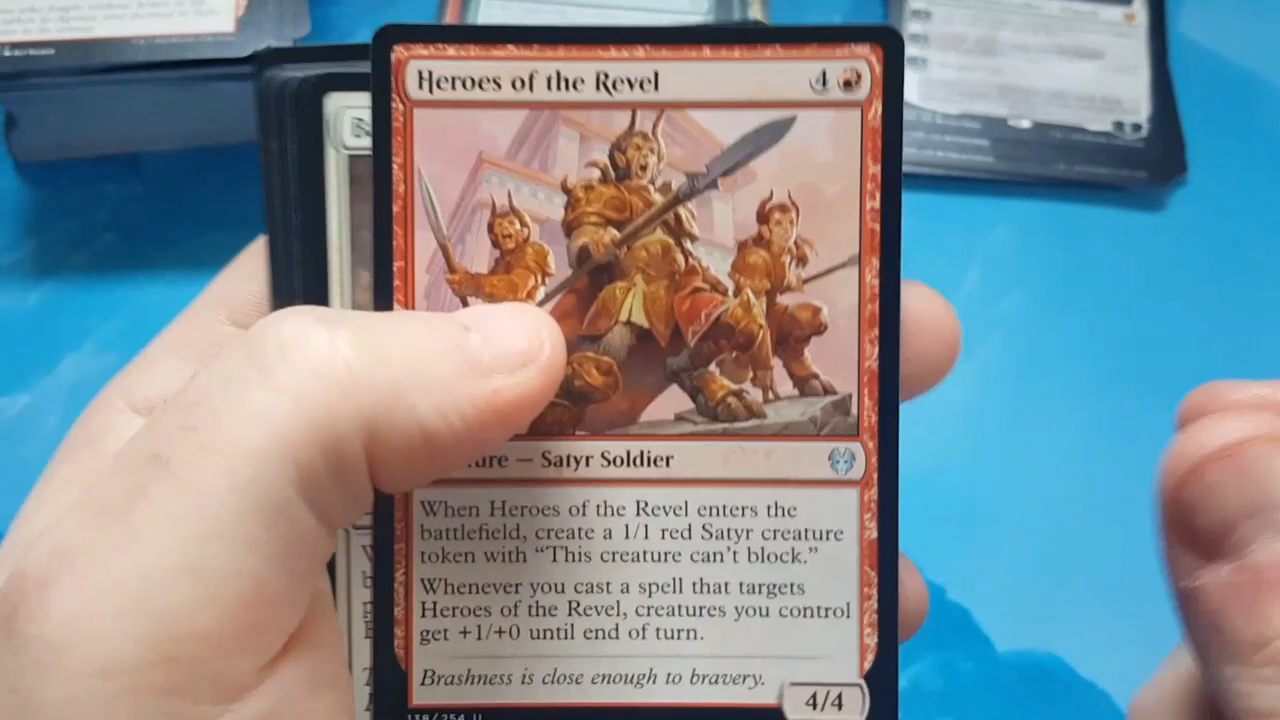 Heroes of the Revel 4
ure — Satyr Soldier
When Heroes of the Revel enters the
battlefield, create a 1/1 red Satyr creature
token with “This creature can’t block.”
Whenever you cast a spell that targets
Heroes of the Revel, creatures you control
get +1/+0 until end of turn.
Brashness is close enough to bravery.
4/4
138/254 U